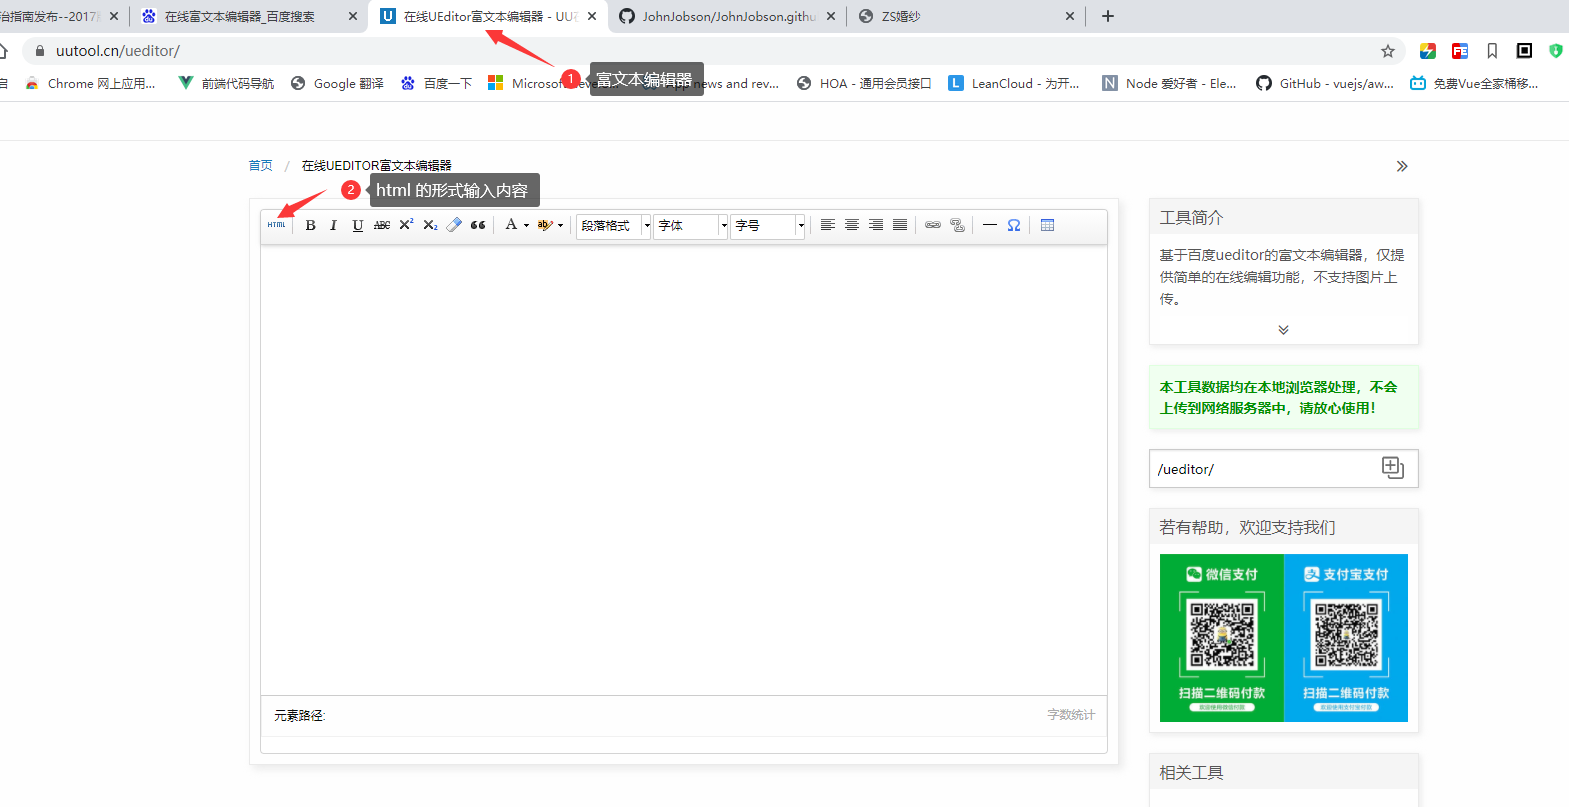 治指南发布--2017
在线富文本编辑器_百度搜索
在线UEditor富文本编辑器 - UU
JohnJobson/JohnJobson.githu
ZS婚纱
uutool.cn/ueditor/
Chrome 网上应用...
前端代码导航
Google 翻译
百度一下
Microsof
news and rev...
HOA - 通用会员接口
LeanCloud - 为开...
Node 爱好者 - Ele...
GitHub - vuejs/aw...
免费Vue全家桶视...
1 富文本编辑器
首页 / 在线UEDITOR富文本编辑器
2 html 的形式输入内容
HTML B I U ABC X² X₂ A ab 段落格式 字体 字号 Ω
元素路径:
字数统计
工具简介
基于百度ueditor的富文本编辑器，仅提
供简单的在线编辑功能，不支持图片上
传。
本工具数据均在本地浏览器处理，不会
上传到网络服务器中，请放心使用！
/ueditor/
若有帮助，欢迎支持我们
微信支付
支付宝支付
扫描二维码付款
扫描二维码付款
相关工具